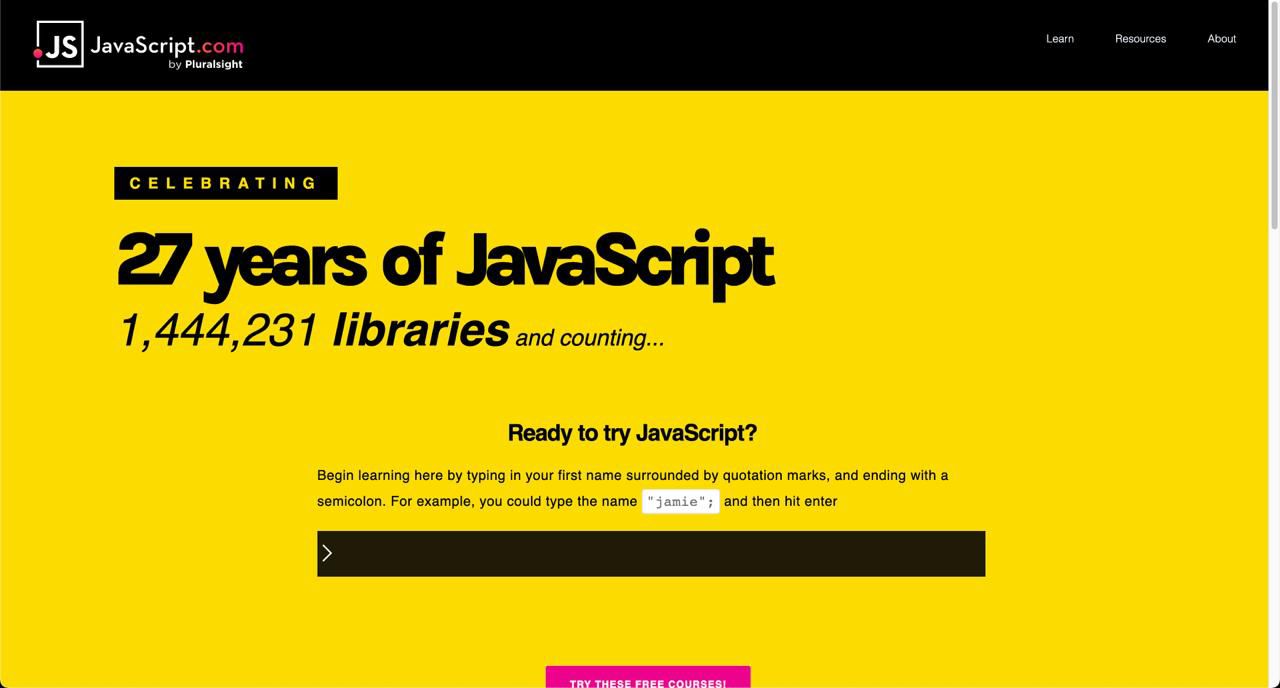 JS JavaScript.com
by Pluralsight
Learn Resources About
CELEBRATING
27 years of JavaScript
1,444,231 libraries and counting...
Ready to try JavaScript?
Begin learning here by typing in your first name surrounded by quotation marks, and ending with a
semicolon. For example, you could type the name "jamie"; and then hit enter
TRY THESE FREE COURSES!